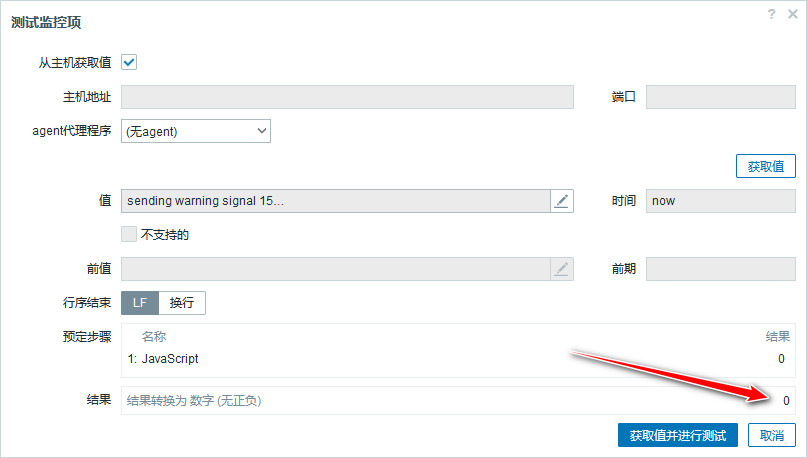 测试监控项
? ×
从主机获取值
主机地址 端口
agent代理程序 (无agent)
获取值
值 sending warning signal 15... 时间 now
不支持的
前值 前期
行序结束 LF 换行
预定步骤 名称 结果
1: JavaScript 0
结果 结果转换为 数字 (无正负) 0
获取值并进行测试 取消